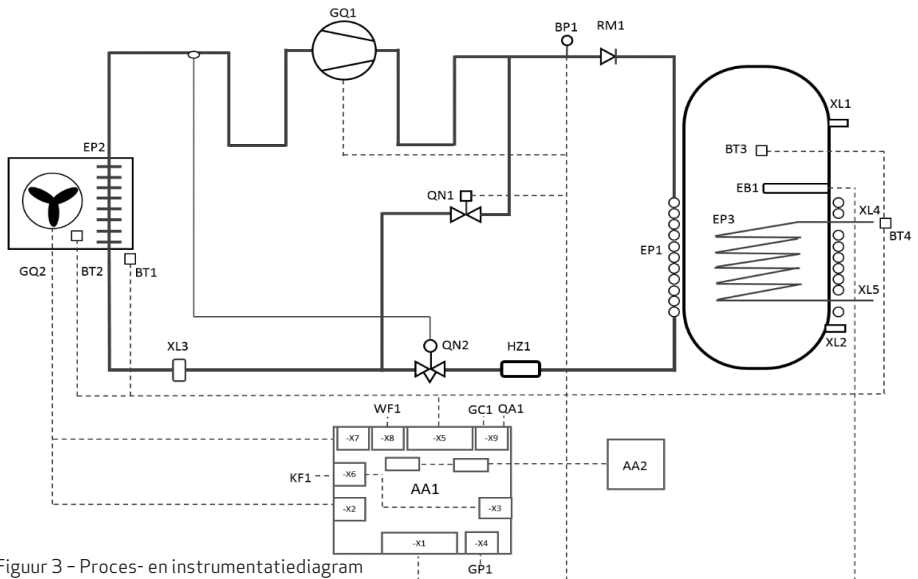 GQ1
BP1
RM1
XL1
EP2
BT3
QN1
EB1
EP3
XL4
BT4
EP1
GQ2
BT2
BT1
XL5
XL3
QN2
HZ1
XL2
WF1
GC1 QA1
-X7
-X8
-X5
-X9
KF1
-X6
AA1
AA2
-X2
-X3
-X1
-X4
GP1
Figuur 3 – Proces- en instrumentatiediagram